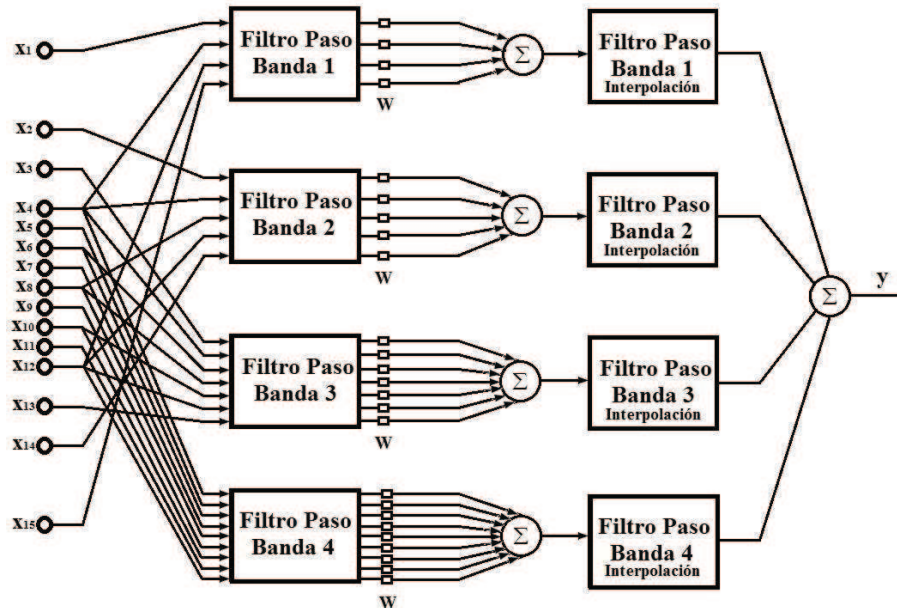 X1
X2
X3
X4
X5
X6
X7
X8
X9
X10
X11
X12
X13
X14
X15
Filtro Paso
Banda 1
W
Σ
Filtro Paso
Banda 1
Interpolación
Filtro Paso
Banda 2
W
Σ
Filtro Paso
Banda 2
Interpolación
Filtro Paso
Banda 3
W
Σ
Filtro Paso
Banda 3
Interpolación
Filtro Paso
Banda 4
W
Σ
Filtro Paso
Banda 4
Interpolación
Σ
y